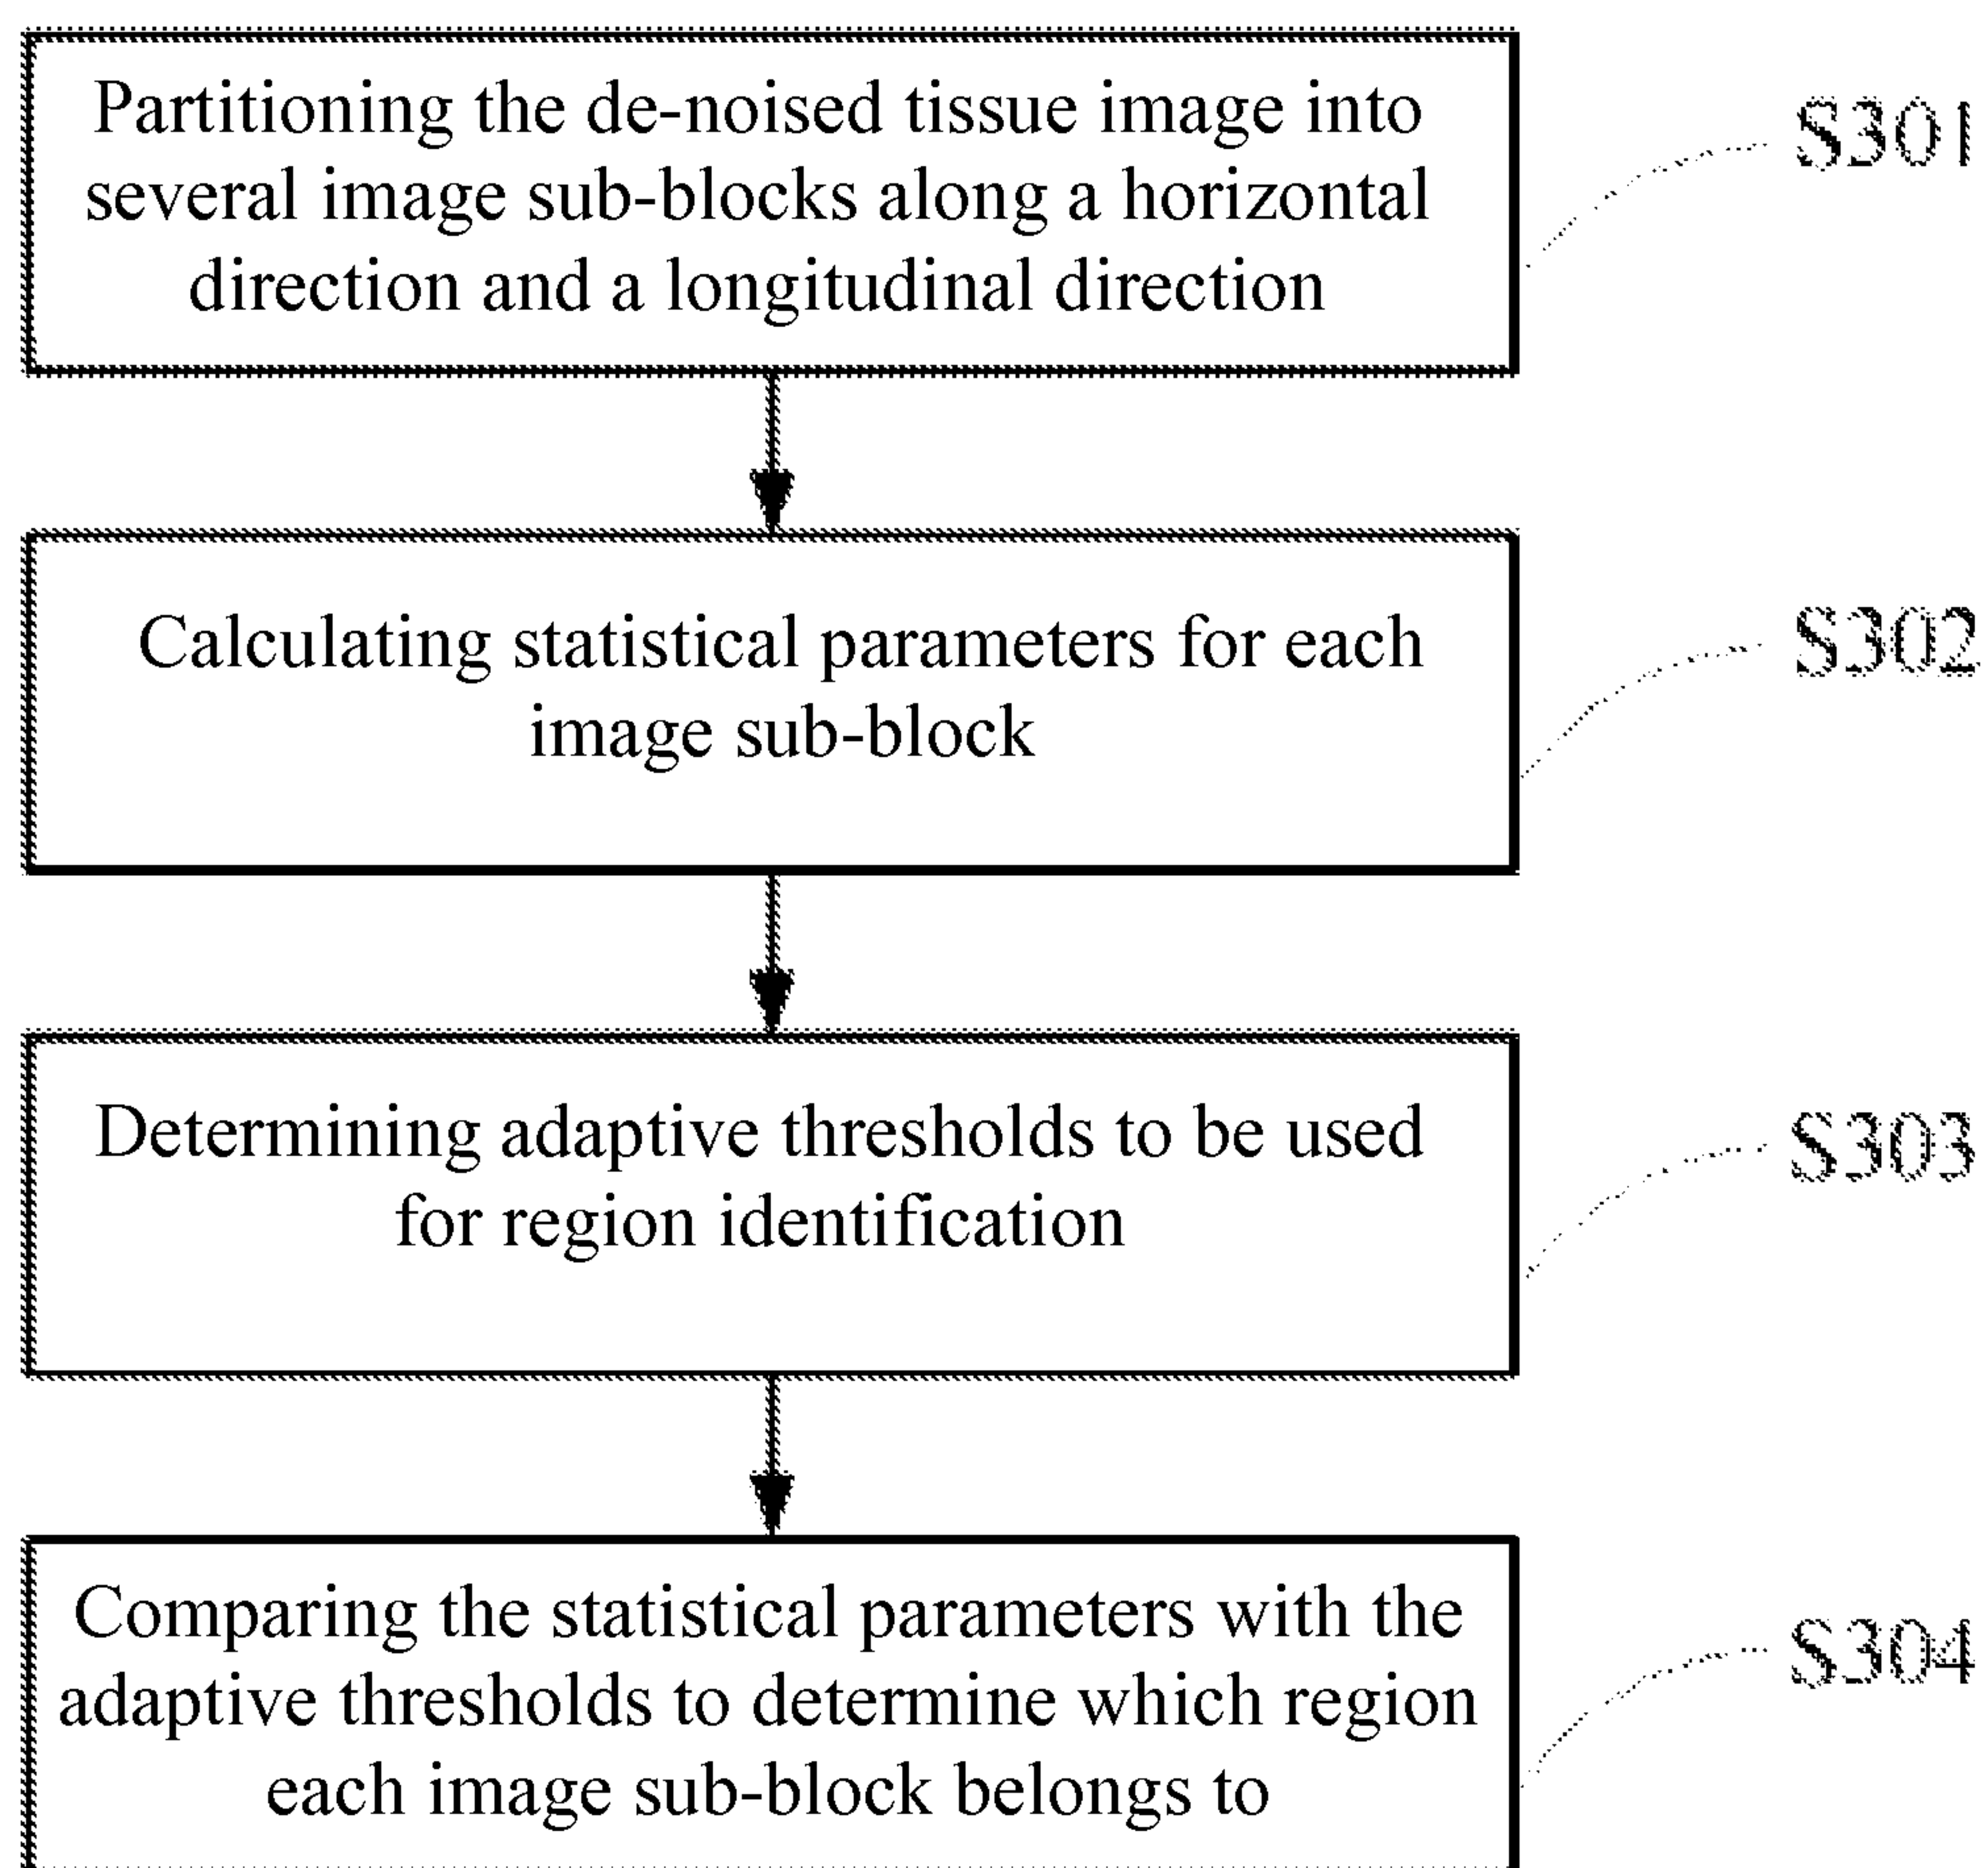 Partitioning the de-noised tissue image into
several image sub-blocks along a horizontal
direction and a longitudinal direction
S301
Calculating statistical parameters for each
image sub-block
S302
Determining adaptive thresholds to be used
for region identification
S303
Comparing the statistical parameters with the
adaptive thresholds to determine which region
each image sub-block belongs to
S304